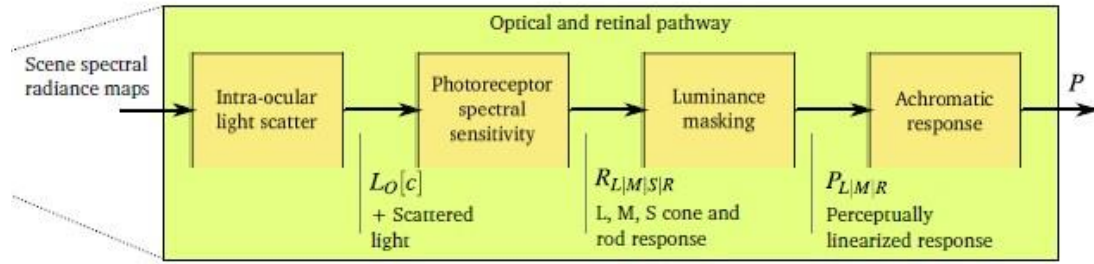 Optical and retinal pathway
Scene spectral
radiance maps
Intra-ocular
light scatter
Photoreceptor
spectral
sensitivity
Luminance
masking
Achromatic
response
P
L_O[c]
+ Scattered
light
R_{L|M|S|R}
L, M, S cone and
rod response
P_{L|M|R}
Perceptually
linearized response